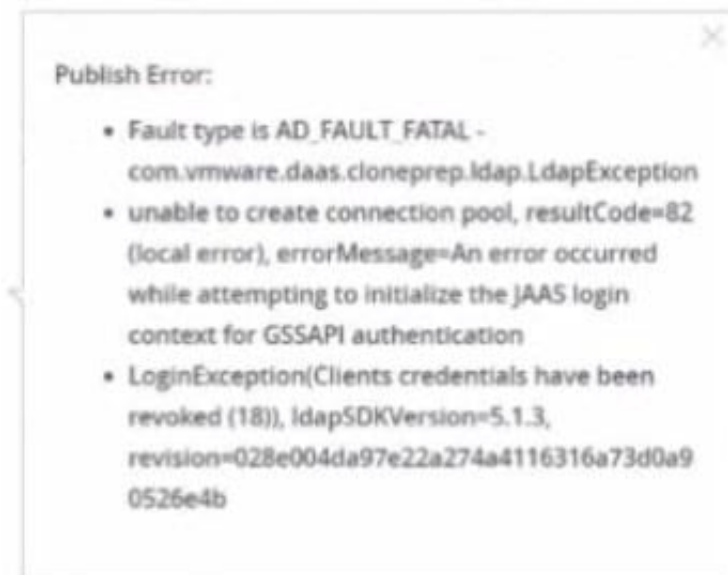 Publish Error:
• Fault type is AD_FAULT_FATAL -
com.vmware.daas.cloneprep.ldap.LdapException
• unable to create connection pool, resultCode=82
(local error), errorMessage=An error occurred
while attempting to initialize the JAAS login
context for GSSAPI authentication
• LoginException(Clients credentials have been
revoked (18)), ldapSDKVersion=5.1.3,
revision=028e004da97e22a274a4116316a73d0a9
0526e4b